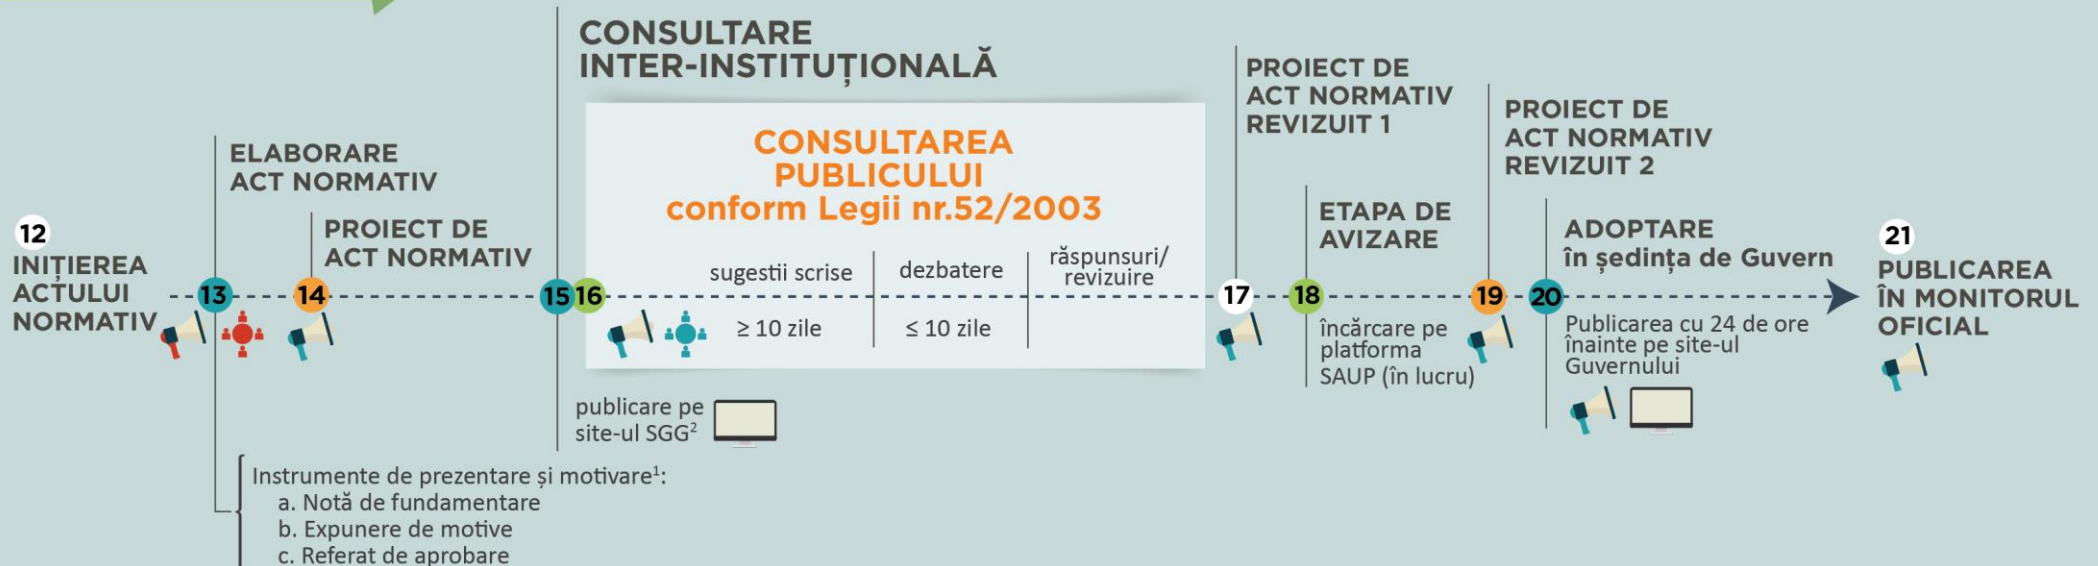 12
INIȚIEREA
ACTULUI
NORMATIV
13
ELABORARE
ACT NORMATIV
Instrumente de prezentare și motivare¹:
a. Notă de fundamentare
b. Expunere de motive
c. Referat de aprobare
14
PROIECT DE
ACT NORMATIV
15
CONSULTARE
INTER-INSTITUȚIONALĂ
publicare pe
site-ul SGG²
16
CONSULTAREA
PUBLICULUI
conform Legii nr.52/2003
sugestii scrise
≥ 10 zile
dezbatere
≤ 10 zile
răspunsuri/
revizuire
17
PROIECT DE
ACT NORMATIV
REVIZUIT 1
18
ETAPA DE
AVIZARE
încărcare pe
platforma
SAUP (în lucru)
19
PROIECT DE
ACT NORMATIV
REVIZUIT 2
20
ADOPTARE
în ședința de Guvern
Publicarea cu 24 de ore
înainte pe site-ul
Guvernului
21
PUBLICAREA
ÎN MONITORUL
OFICIAL